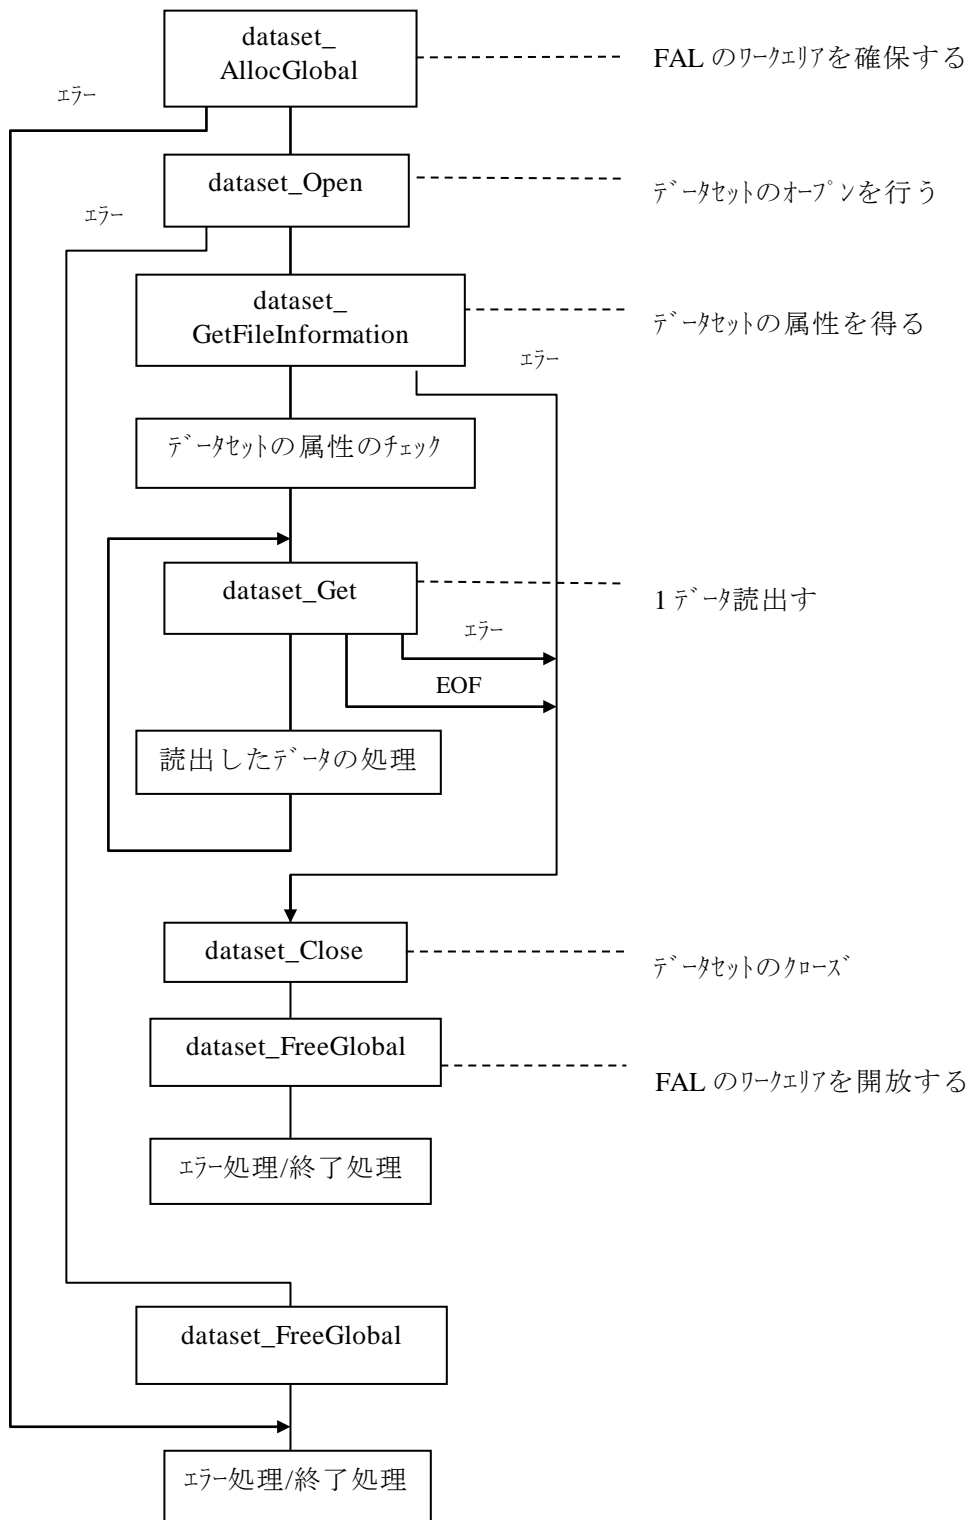 dataset_
AllocGlobal
FAL のﾜｰｸｴﾘｱを確保する
ｴﾗｰ
dataset_Open
ﾃﾞｰﾀｾｯﾄのｵｰﾌﾟﾝを行う
ｴﾗｰ
dataset_
GetFileInformation
ﾃﾞｰﾀｾｯﾄの属性を得る
ｴﾗｰ
ﾃﾞｰﾀｾｯﾄの属性のﾁｪｯｸ
dataset_Get
1 ﾃﾞｰﾀ読出す
ｴﾗｰ
EOF
読出したﾃﾞｰﾀの処理
dataset_Close
ﾃﾞｰﾀｾｯﾄのｸﾛｰｽﾞ
dataset_FreeGlobal
FAL のﾜｰｸｴﾘｱを開放する
ｴﾗｰ処理/終了処理
dataset_FreeGlobal
ｴﾗｰ処理/終了処理